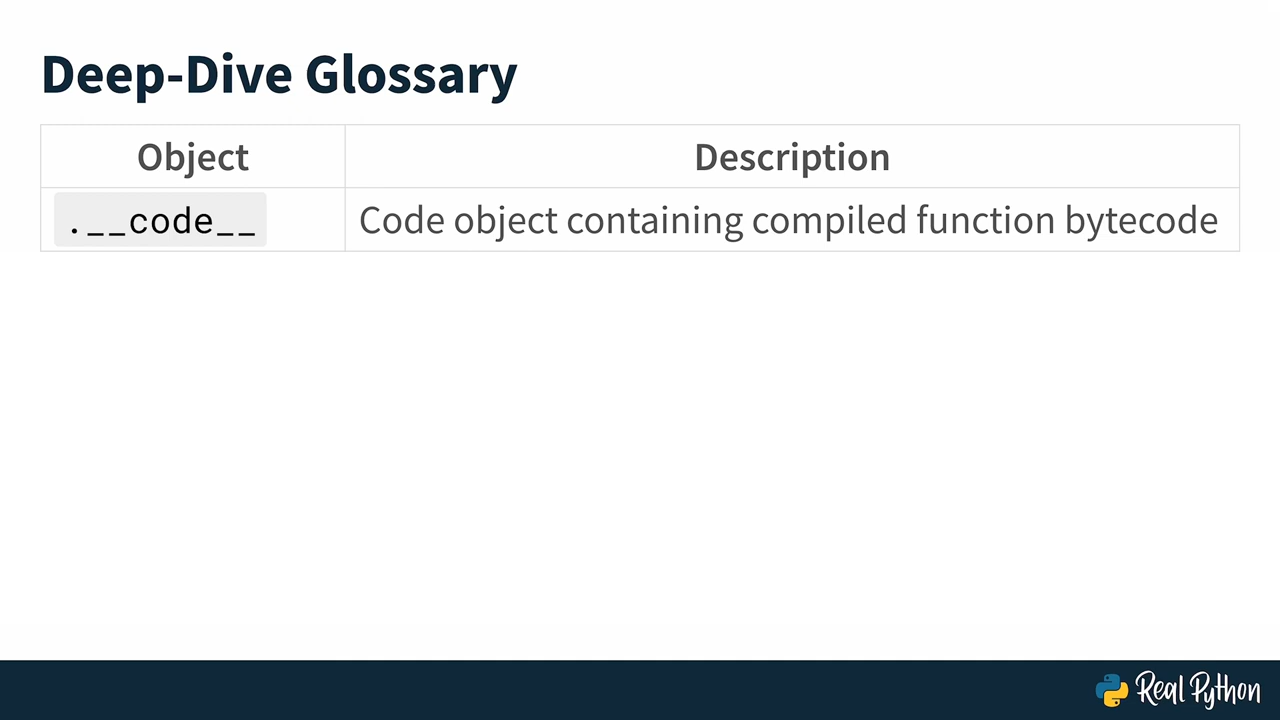 Deep-Dive Glossary
Object Description
.__code__ Code object containing compiled function bytecode
Real Python